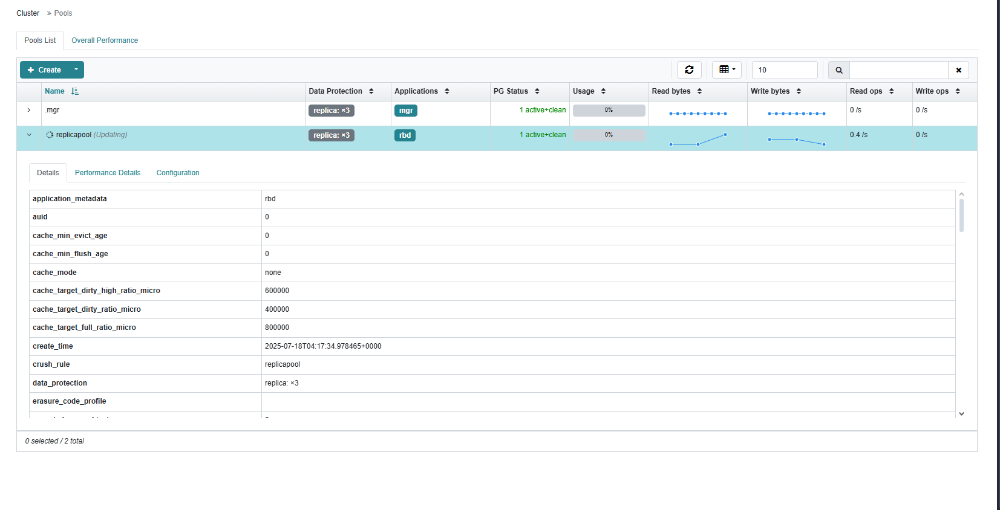 Cluster » Pools
Pools List Overall Performance
Create 10
Name Data Protection Applications PG Status Usage Read bytes Write bytes Read ops Write ops
.mgr replica: ×3 mgr 1 active+clean 0% 0 /s 0 /s
replicapool (Updating) replica: ×3 rbd 1 active+clean 0% 0.4 /s 0 /s
Details Performance Details Configuration
application_metadata rbd
auid 0
cache_min_evict_age 0
cache_min_flush_age 0
cache_mode none
cache_target_dirty_high_ratio_micro 600000
cache_target_dirty_ratio_micro 400000
cache_target_full_ratio_micro 800000
create_time 2025-07-18T04:17:34.978465+0000
crush_rule replicapool
data_protection replica: ×3
erasure_code_profile
0 selected / 2 total